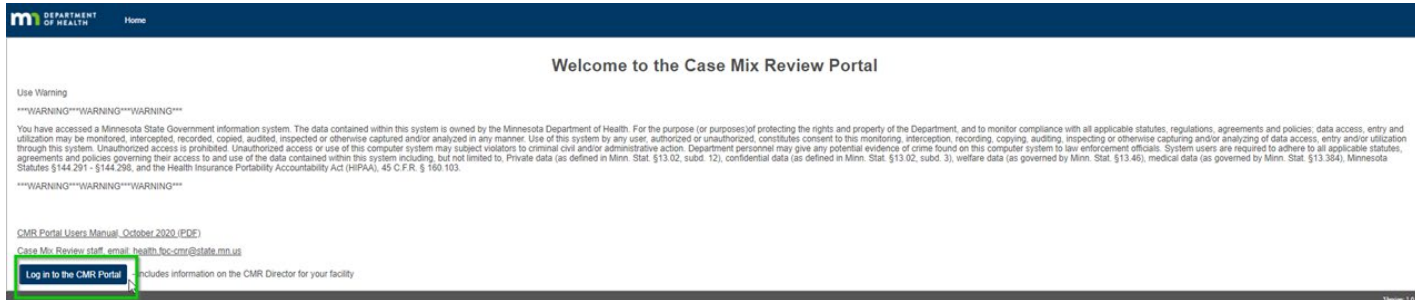 mn DEPARTMENT OF HEALTH Home
Welcome to the Case Mix Review Portal
Use Warning
***WARNING***WARNING***WARNING***
You have accessed a Minnesota State Government information system. The data contained within this system is owned by the Minnesota Department of Health. For the purpose (or purposes)of protecting the rights and property of the Department, and to monitor compliance with all applicable statutes, regulations, agreements and policies; data access, entry and
utilization may be monitored, intercepted, recorded, copied, audited, inspected or otherwise captured and/or analyzed in any manner. Use of this system by any user, authorized or unauthorized, constitutes consent to this monitoring, interception, recording, copying, auditing, inspecting or otherwise capturing and/or analyzing of data access, entry and/or utilization
through this system. Unauthorized access is prohibited. Unauthorized access or use of this computer system may subject violators to criminal civil and/or administrative action. Department personnel may give any potential evidence of crime found on this computer system to law enforcement officials. System users are required to adhere to all applicable statutes,
agreements and policies governing their access to and use of the data contained within this system including, but not limited to, Private data (as defined in Minn. Stat. §13.02, subd. 12), confidential data (as defined in Minn. Stat. §13.02, subd. 3), welfare data (as governed by Minn. Stat. §13.46), medical data (as governed by Minn. Stat. §13.384), Minnesota
Statutes §144.291 - §144.298, and the Health Insurance Portability Accountability Act (HIPAA), 45 C.F.R. § 160.103.
***WARNING***WARNING***WARNING***
CMR Portal Users Manual, October 2020 (PDF)
Case Mix Review staff, email: health.fpc-cmr@state.mn.us
Log in to the CMR Portal - Includes information on the CMR Director for your facility